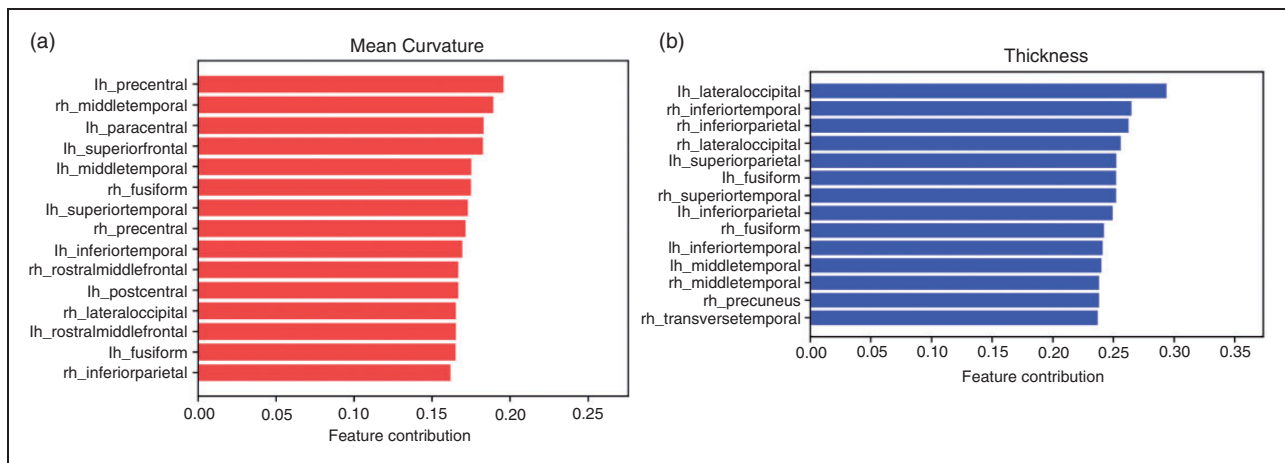 (a)
Mean Curvature
lh_precentral
rh_middletemporal
lh_paracentral
lh_superiorfrontal
lh_middletemporal
rh_fusiform
lh_superiortemporal
rh_precentral
lh_inferiortemporal
rh_rostralmiddlefrontal
lh_postcentral
rh_lateraloccipital
lh_rostralmiddlefrontal
lh_fusiform
rh_inferiorparietal
0.00 0.05 0.10 0.15 0.20 0.25
Feature contribution
(b)
Thickness
lh_lateraloccipital
rh_inferiortemporal
rh_inferiorparietal
rh_lateraloccipital
lh_superiorparietal
lh_fusiform
rh_superiortemporal
lh_inferiorparietal
rh_fusiform
lh_inferiortemporal
lh_middletemporal
rh_middletemporal
rh_precuneus
rh_transversetemporal
0.00 0.05 0.10 0.15 0.20 0.25 0.30 0.35
Feature contribution